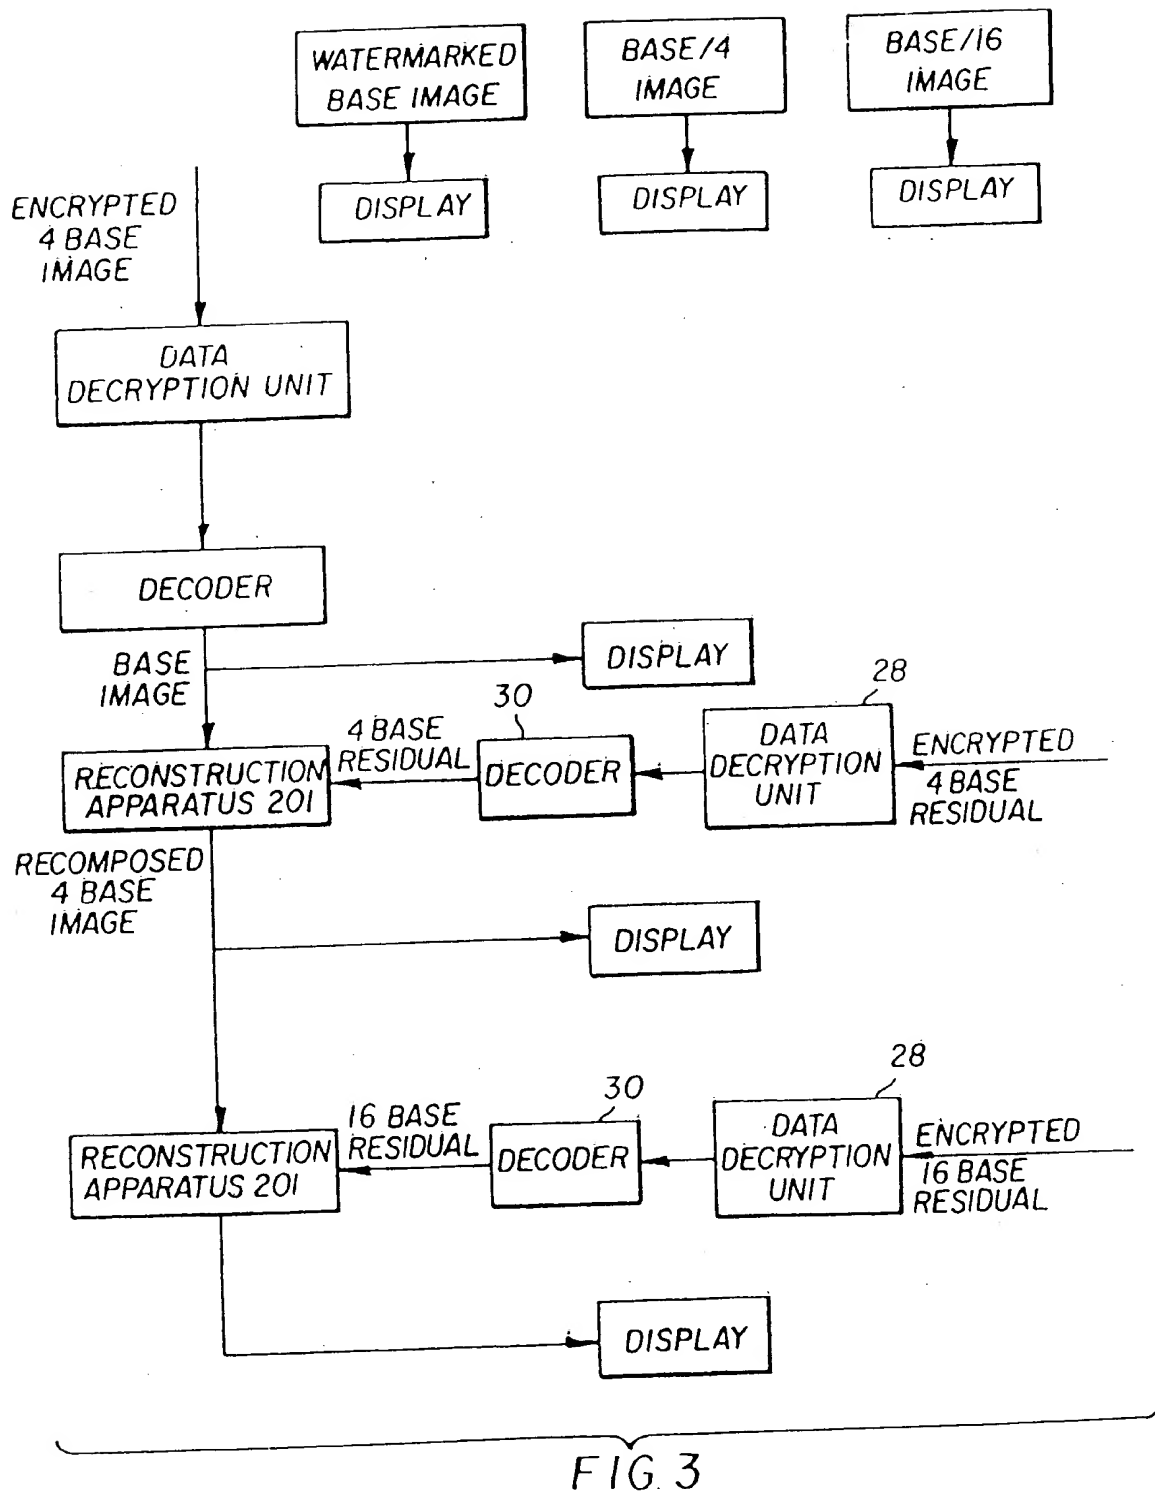 WATERMARKED
BASE IMAGE
BASE/4
IMAGE
BASE/16
IMAGE
DISPLAY
DISPLAY
DISPLAY
ENCRYPTED
4 BASE
IMAGE
DATA
DECRYPTION UNIT
DECODER
BASE
IMAGE
DISPLAY
28
30
4 BASE
RESIDUAL
DATA
DECRYPTION
UNIT
ENCRYPTED
4 BASE
RESIDUAL
DECODER
RECONSTRUCTION
APPARATUS 201
RECOMPOSED
4 BASE
IMAGE
DISPLAY
28
30
16 BASE
RESIDUAL
DATA
DECRYPTION
UNIT
ENCRYPTED
16 BASE
RESIDUAL
DECODER
RECONSTRUCTION
APPARATUS 201
DISPLAY
FIG. 3